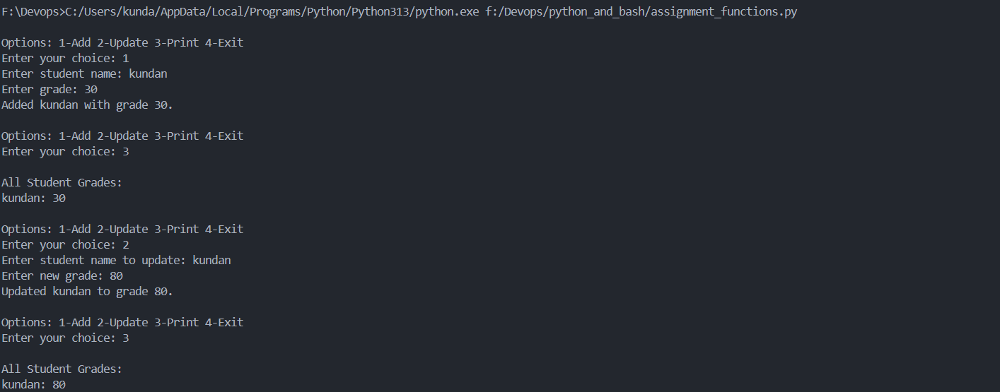 F:\Devops>C:/Users/kunda/AppData/Local/Programs/Python/Python313/python.exe f:/Devops/python_and_bash/assignment_functions.py
Options: 1-Add 2-Update 3-Print 4-Exit
Enter your choice: 1
Enter student name: kundan
Enter grade: 30
Added kundan with grade 30.
Options: 1-Add 2-Update 3-Print 4-Exit
Enter your choice: 3
All Student Grades:
kundan: 30
Options: 1-Add 2-Update 3-Print 4-Exit
Enter your choice: 2
Enter student name to update: kundan
Enter new grade: 80
Updated kundan to grade 80.
Options: 1-Add 2-Update 3-Print 4-Exit
Enter your choice: 3
All Student Grades:
kundan: 80